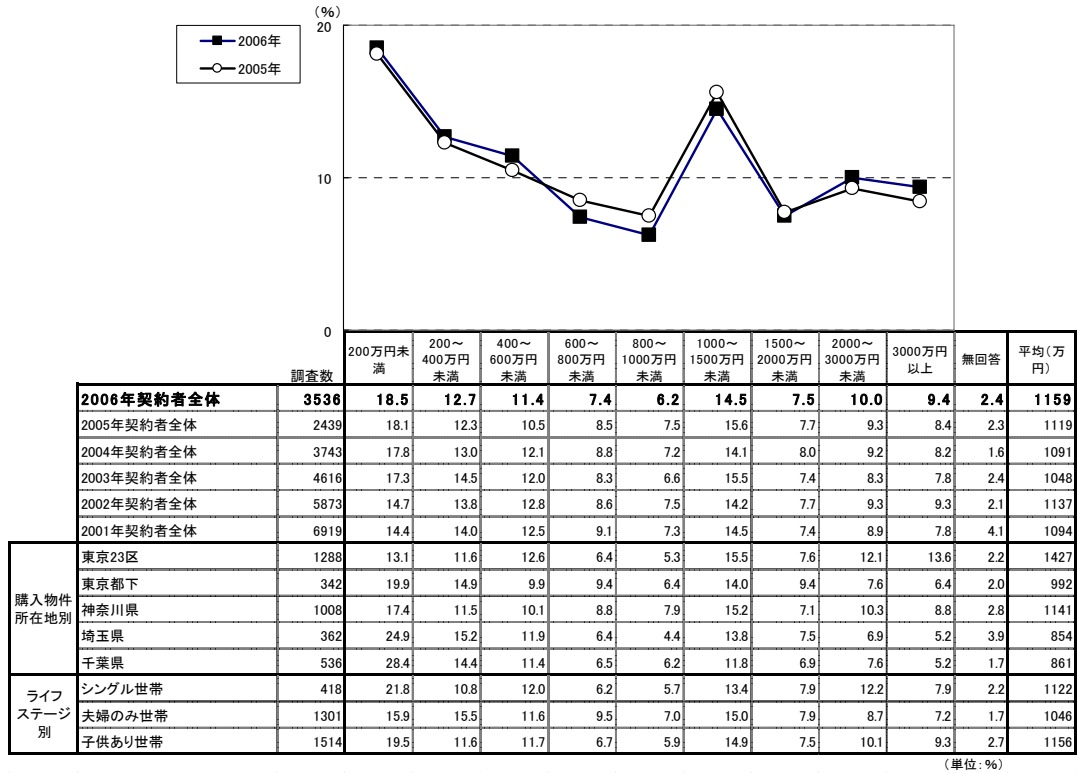 （％）
20
2006年
2005年
10
0
調査数 200万円未満 200～400万円未満 400～600万円未満 600～800万円未満 800～1000万円未満 1000～1500万円未満 1500～2000万円未満 2000～3000万円未満 3000万円以上 無回答 平均（万円）
2006年契約者全体 3536 18.5 12.7 11.4 7.4 6.2 14.5 7.5 10.0 9.4 2.4 1159
2005年契約者全体 2439 18.1 12.3 10.5 8.5 7.5 15.6 7.7 9.3 8.4 2.3 1119
2004年契約者全体 3743 17.8 13.0 12.1 8.8 7.2 14.1 8.0 9.2 8.2 1.6 1091
2003年契約者全体 4616 17.3 14.5 12.0 8.3 6.6 15.5 7.4 8.3 7.8 2.4 1048
2002年契約者全体 5873 14.7 13.8 12.8 8.6 7.5 14.2 7.7 9.3 9.3 2.1 1137
2001年契約者全体 6919 14.4 14.0 12.5 9.1 7.3 14.5 7.4 8.9 7.8 4.1 1094
購入物件所在地別
東京23区 1288 13.1 11.6 12.6 6.4 5.3 15.5 7.6 12.1 13.6 2.2 1427
東京都下 342 19.9 14.9 9.9 9.4 6.4 14.0 9.4 7.6 6.4 2.0 992
神奈川県 1008 17.4 11.5 10.1 8.8 7.9 15.2 7.1 10.3 8.8 2.8 1141
埼玉県 362 24.9 15.2 11.9 6.4 4.4 13.8 7.5 6.9 5.2 3.9 854
千葉県 536 28.4 14.4 11.4 6.5 6.2 11.8 6.9 7.6 5.2 1.7 861
ライフステージ別
シングル世帯 418 21.8 10.8 12.0 6.2 5.7 13.4 7.9 12.2 7.9 2.2 1122
夫婦のみ世帯 1301 15.9 15.5 11.6 9.5 7.0 15.0 7.9 8.7 7.2 1.7 1046
子供あり世帯 1514 19.5 11.6 11.7 6.7 5.9 14.9 7.5 10.1 9.3 2.7 1156
（単位：％）